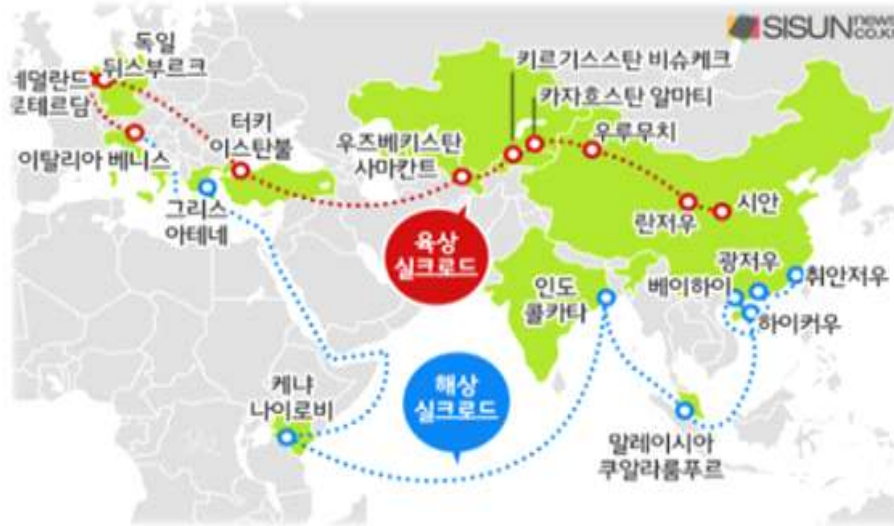 SISUN news
CO.KR
독일
뒤스부르크
네덜란드
로테르담
이탈리아 베니스
터키
이스탄불
그리스
아테네
우즈베키스탄
사마칸트
키르기스스탄 비슈케크
카자흐스탄 알마티
우루무치
란저우
시안
육상
실크로드
인도
콜카타
광저우
베이하이
취안저우
하이커우
케냐
나이로비
해상
실크로드
말레이시아
쿠알라룸푸르